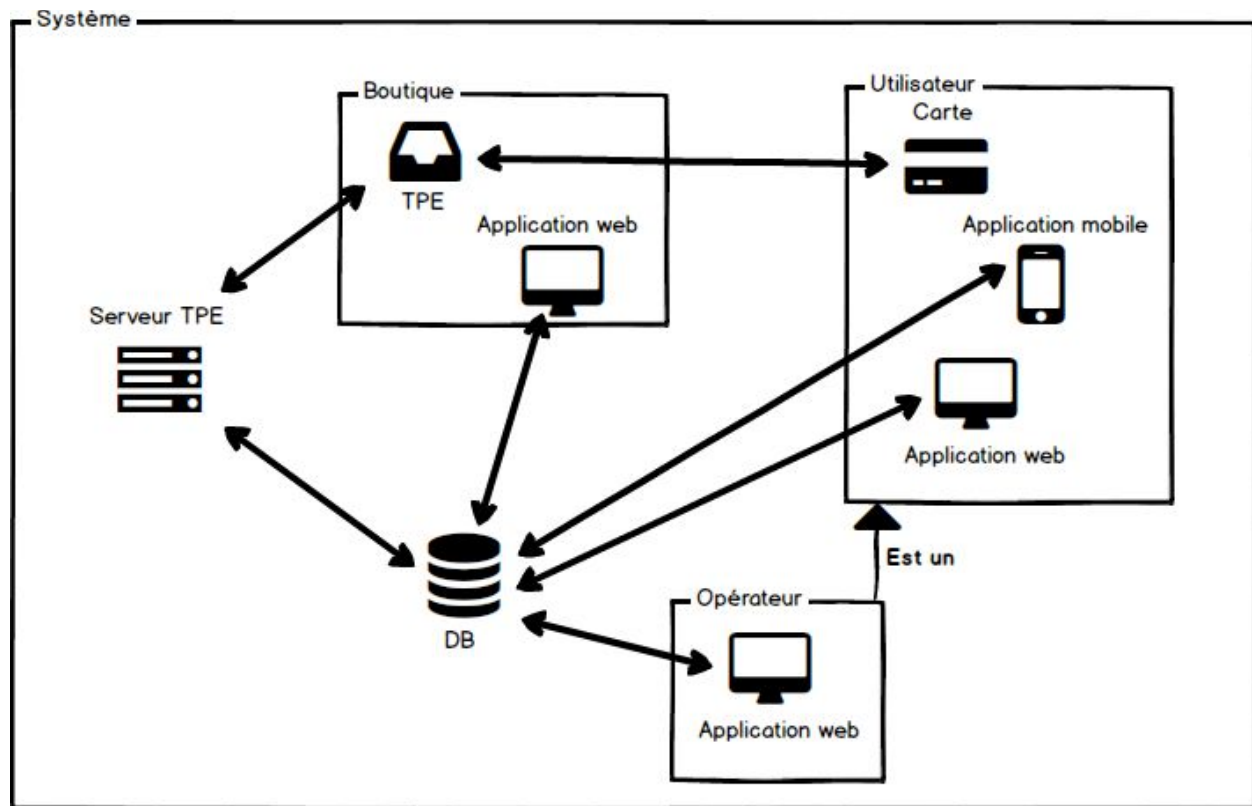 Système
Boutique
TPE
Application web
Utilisateur
Carte
Application mobile
Application web
Serveur TPE
DB
Est un
Opérateur
Application web